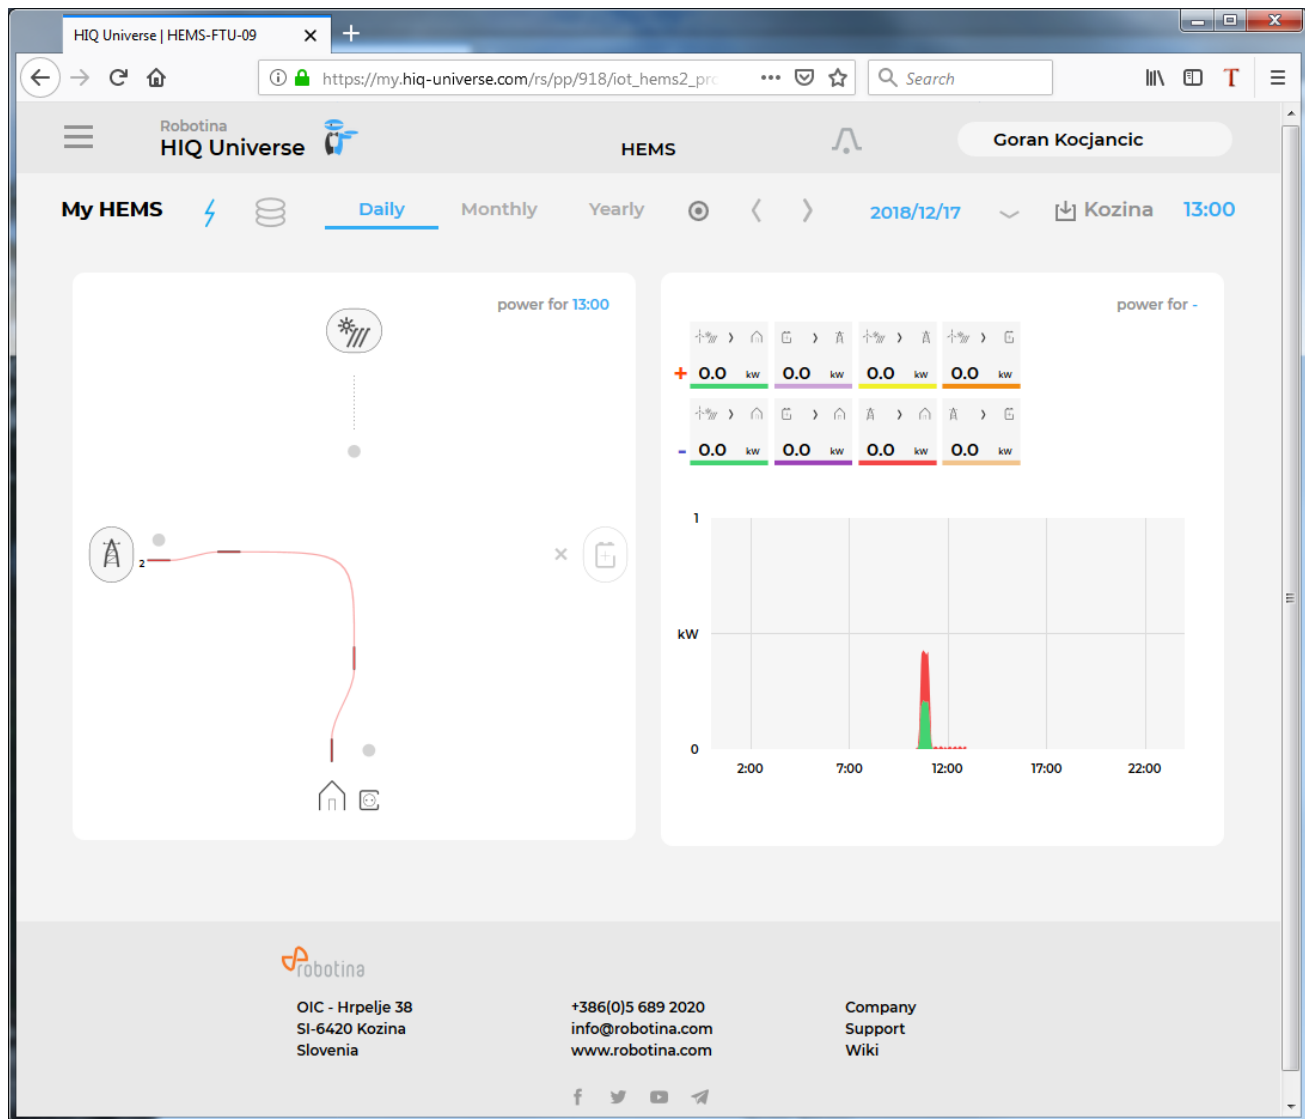 HIQ Universe | HEMS-FTU-09
https://my.hiq-universe.com/rs/pp/918/iot_hems2_pro
Search
T
Robotina
HIQ Universe
HEMS
Goran Kocjancic
My HEMS
Daily
Monthly
Yearly
2018/12/17
Kozina
13:00
power for 13:00
2
power for -
+ 0.0 kw 0.0 kw 0.0 kw 0.0 kw
- 0.0 kw 0.0 kw 0.0 kw 0.0 kw
1
kW
0
2:00 7:00 12:00 17:00 22:00
robotina
OIC - Hrpelje 38
SI-6420 Kozina
Slovenia
+386(0)5 689 2020
info@robotina.com
www.robotina.com
Company
Support
Wiki